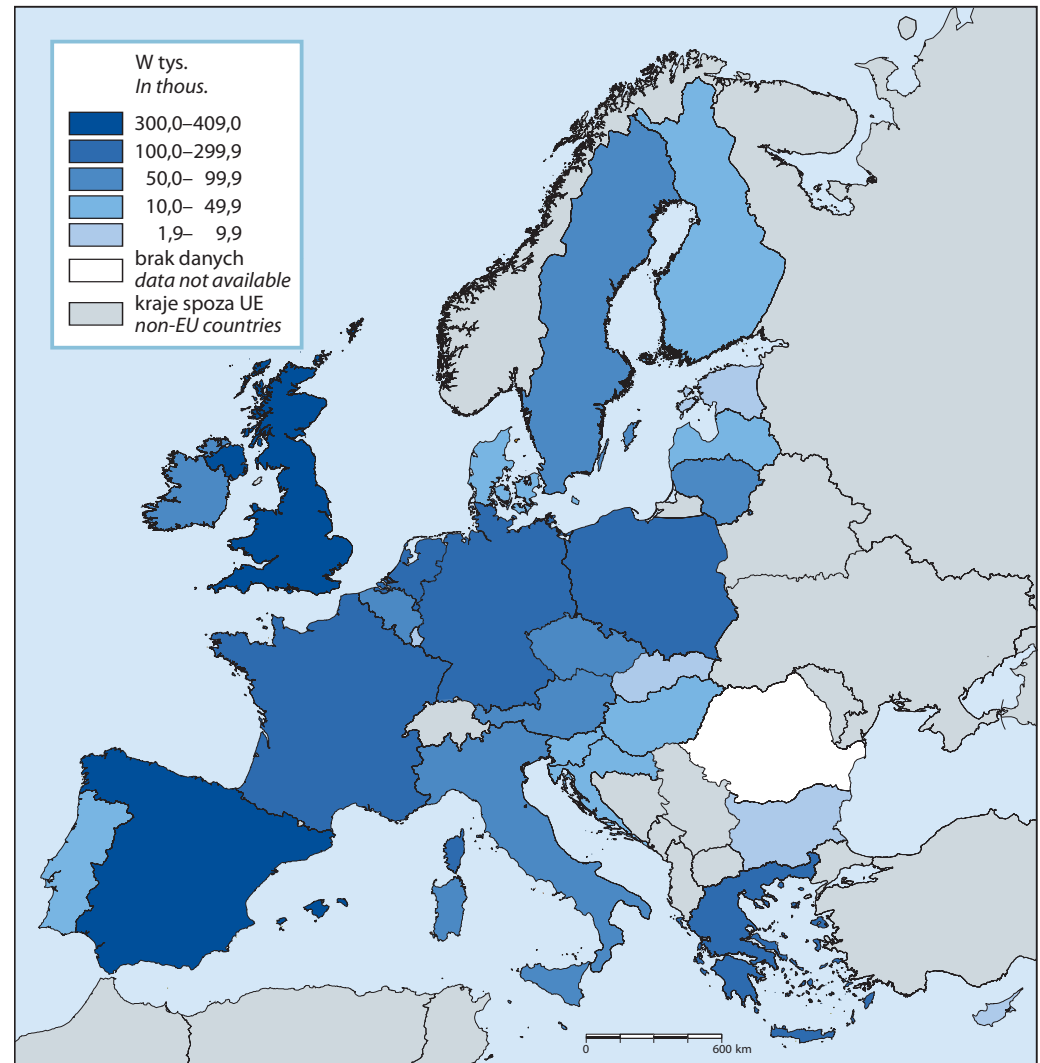 W tys.
In thous.
300,0–409,0
100,0–299,9
50,0– 99,9
10,0– 49,9
1,9– 9,9
brak danych
data not available
kraje spoza UE
non-EU countries
0 600 km